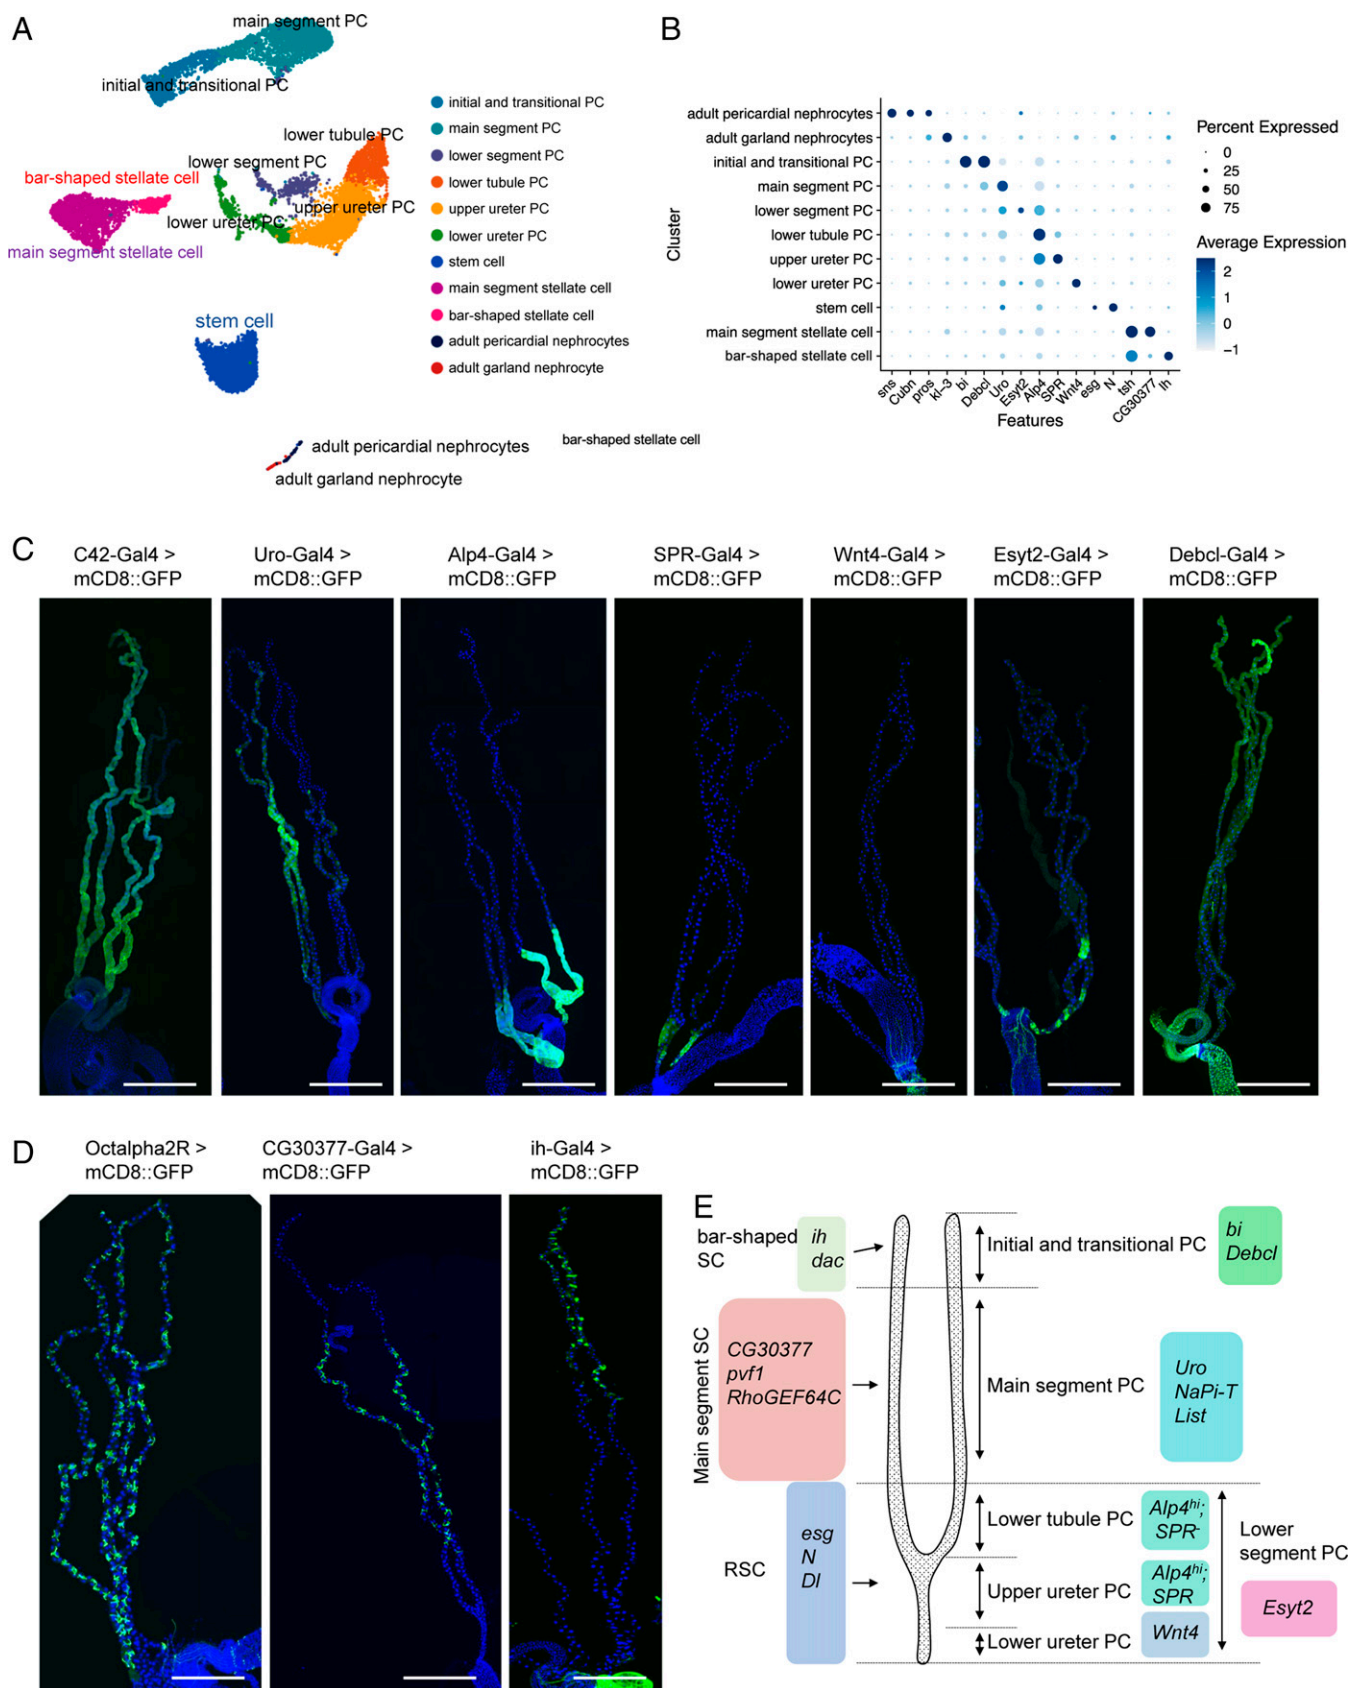 A
main segment PC
initial and transitional PC
lower tubule PC
lower segment PC
bar-shaped stellate cell
upper ureter PC
lower ureter PC
main segment stellate cell
stem cell
adult pericardial nephrocytes
adult garland nephrocyte
bar-shaped stellate cell
initial and transitional PC
main segment PC
lower segment PC
lower tubule PC
upper ureter PC
lower ureter PC
stem cell
main segment stellate cell
bar-shaped stellate cell
adult pericardial nephrocytes
adult garland nephrocyte
B
Cluster
adult pericardial nephrocytes
adult garland nephrocytes
initial and transitional PC
main segment PC
lower segment PC
lower tubule PC
upper ureter PC
lower ureter PC
stem cell
main segment stellate cell
bar-shaped stellate cell
sns
Cubn
pros
kl-3
bi
Debcl
Uro
Esyt2
Alp4
SPR
Wnt4
esg
N
tsh
CG30377
Ih
Features
Percent Expressed
0
25
50
75
Average Expression
2
1
0
−1
C
C42-Gal4 >
mCD8::GFP
Uro-Gal4 >
mCD8::GFP
Alp4-Gal4 >
mCD8::GFP
SPR-Gal4 >
mCD8::GFP
Wnt4-Gal4 >
mCD8::GFP
Esyt2-Gal4 >
mCD8::GFP
Debcl-Gal4 >
mCD8::GFP
D
Octalpha2R >
mCD8::GFP
CG30377-Gal4 >
mCD8::GFP
ih-Gal4 >
mCD8::GFP
E
bar-shaped
SC
ih
dac
Main segment SC
CG30377
pvf1
RhoGEF64C
RSC
esg
N
Dl
Initial and transitional PC
bi
Debcl
Main segment PC
Uro
NaPi-T
List
Lower tubule PC
Alp4hi;
SPR-
Upper ureter PC
Alp4hi;
SPR
Lower ureter PC
Wnt4
Lower
segment PC
Esyt2